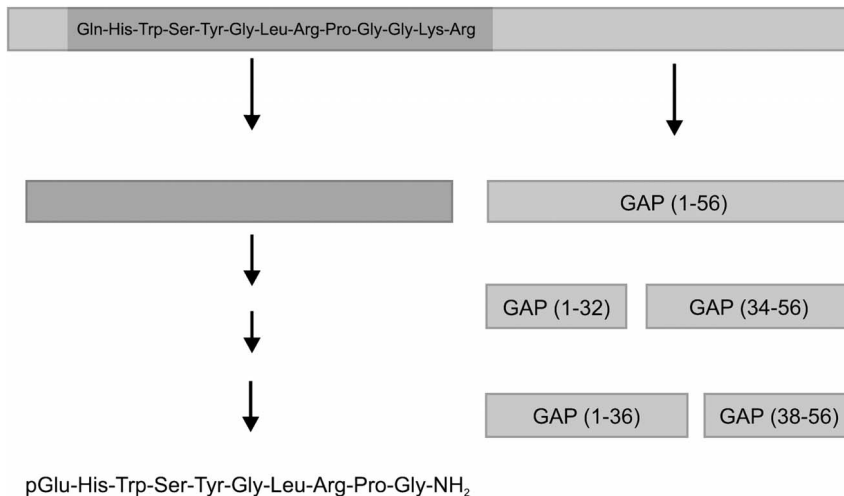 Gln-His-Trp-Ser-Tyr-Gly-Leu-Arg-Pro-Gly-Gly-Lys-Arg
GAP (1-56)
GAP (1-32)
GAP (34-56)
GAP (1-36)
GAP (38-56)
pGlu-His-Trp-Ser-Tyr-Gly-Leu-Arg-Pro-Gly-NH₂